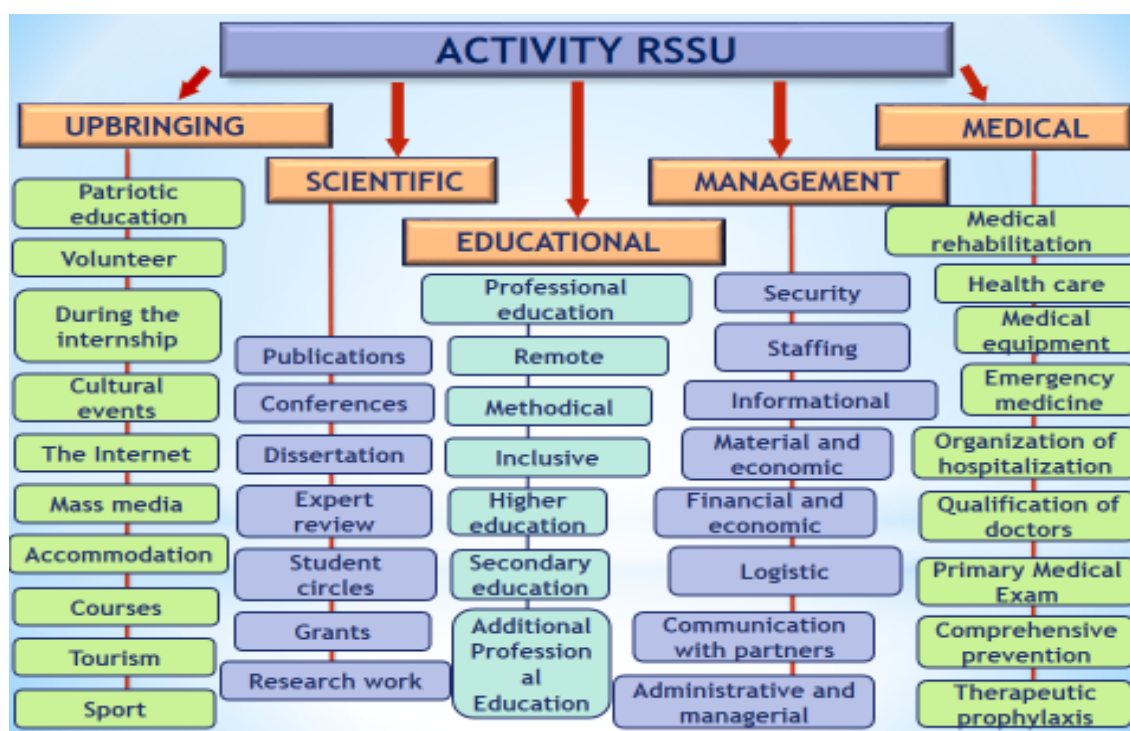 ACTIVITY RSSU
UPBRINGING
Patriotic
education
Volunteer
During the
internship
Cultural
events
The Internet
Mass media
Accommodation
Courses
Tourism
Sport
SCIENTIFIC
Publications
Conferences
Dissertation
Expert
review
Student
circles
Grants
Research work
EDUCATIONAL
Professional
education
Remote
Methodical
Inclusive
Higher
education
Secondary
education
Additional
Profession
al
Education
MANAGEMENT
Security
Staffing
Informational
Material and
economic
Financial and
economic
Logistic
Communication
with partners
Administrative and
managerial
MEDICAL
Medical
rehabilitation
Health care
Medical
equipment
Emergency
medicine
Organization of
hospitalization
Qualification of
doctors
Primary Medical
Exam
Comprehensive
prevention
Therapeutic
prophylaxis